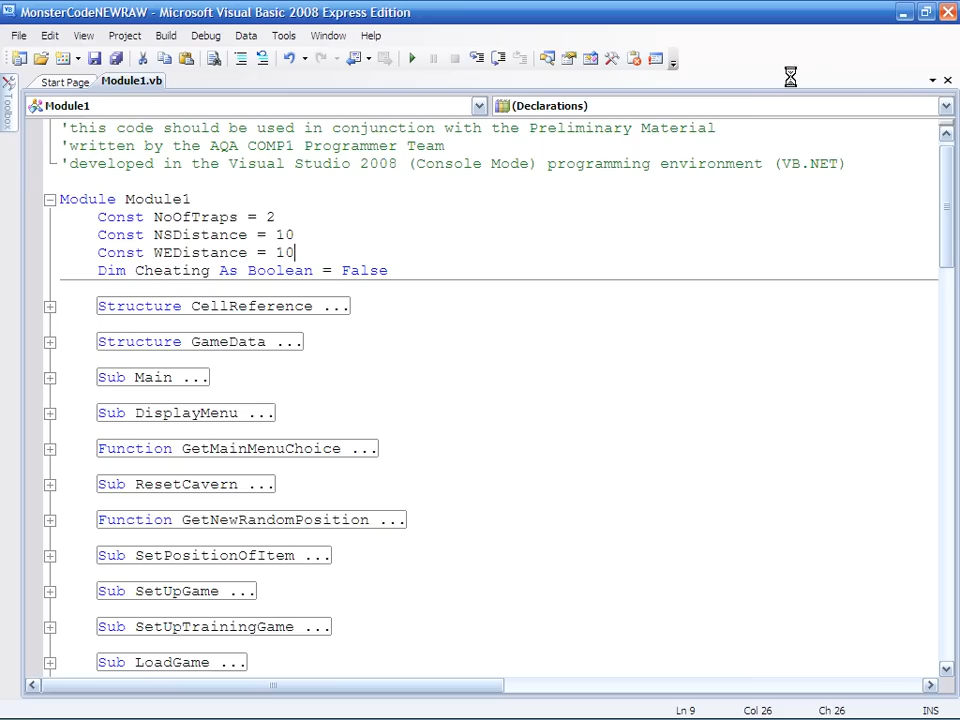 MonsterCodeNEWRAW - Microsoft Visual Basic 2008 Express Edition
File Edit View Project Build Debug Data Tools Window Help
Toolbox
Start Page Module1.vb
Module1 (Declarations)
'this code should be used in conjunction with the Preliminary Material
'written by the AQA COMP1 Programmer Team
'developed in the Visual Studio 2008 (Console Mode) programming environment (VB.NET)
Module Module1
Const NoOfTraps = 2
Const NSDistance = 10
Const WEDistance = 10
Dim Cheating As Boolean = False
Structure CellReference ...
Structure GameData ...
Sub Main ...
Sub DisplayMenu ...
Function GetMainMenuChoice ...
Sub ResetCavern ...
Function GetNewRandomPosition ...
Sub SetPositionOfItem ...
Sub SetUpGame ...
Sub SetUpTrainingGame ...
Sub LoadGame ...
Ln 9 Col 26 Ch 26 INS